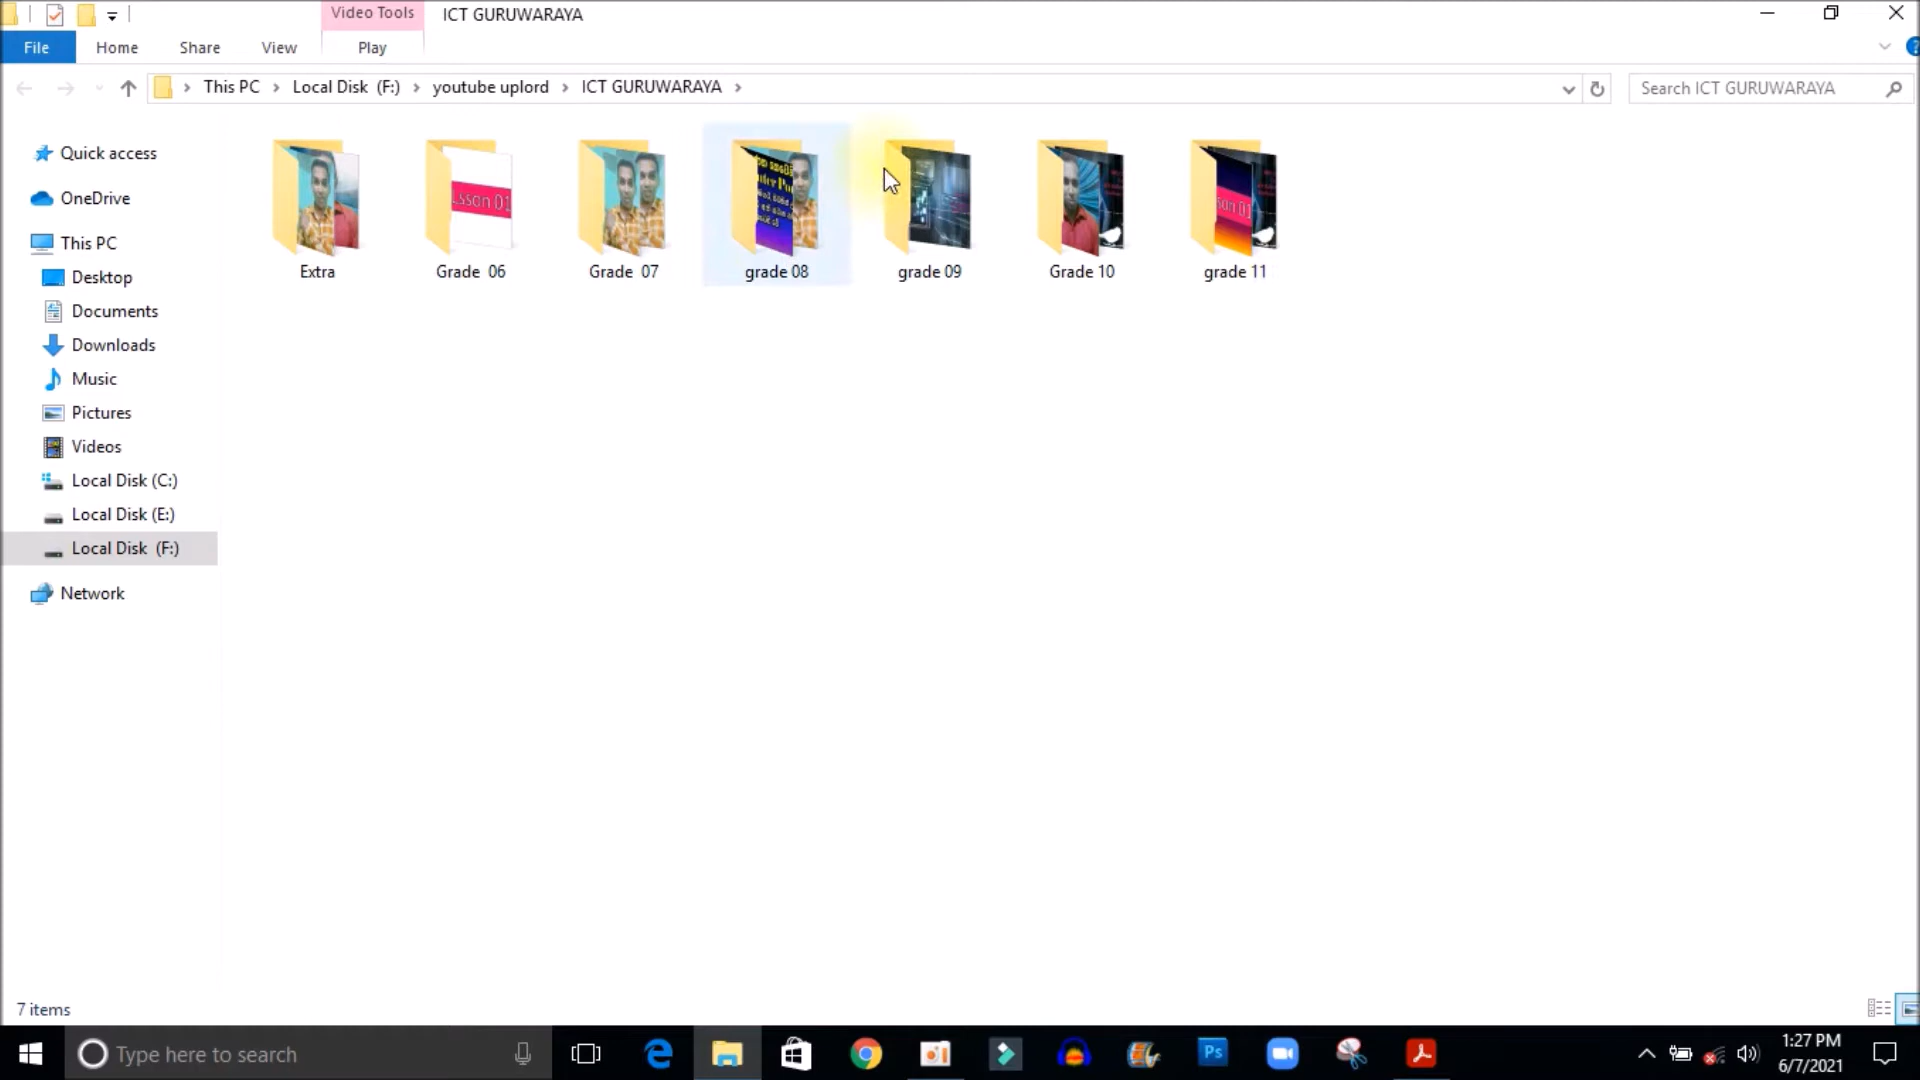 Video Tools
ICT GURUWARAYA
File
Home
Share
View
Play
This PC
Local Disk (F:)
youtube uplord
ICT GURUWARAYA
Search ICT GURUWARAYA
Quick access
OneDrive
This PC
Desktop
Documents
Downloads
Music
Pictures
Videos
Local Disk (C:)
Local Disk (E:)
Local Disk (F:)
Network
Extra
Grade 06
Grade 07
grade 08
grade 09
Grade 10
grade 11
7 items
Type here to search
Ps
1:27 PM
6/7/2021